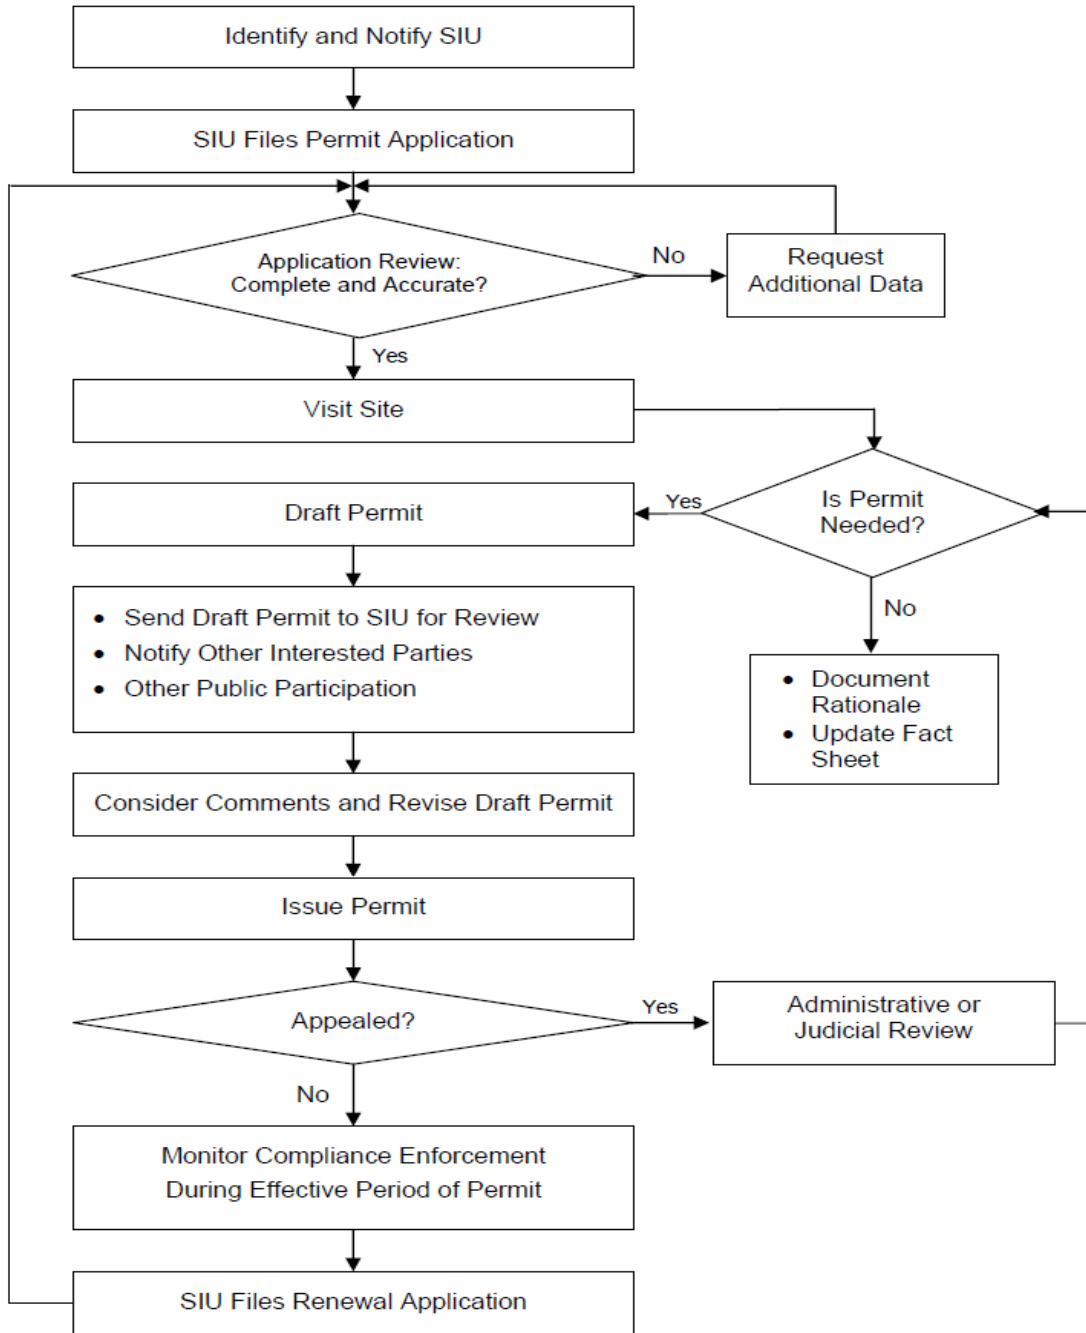 Identify and Notify SIU
SIU Files Permit Application
Application Review:
Complete and Accurate?
No
Request
Additional Data
Yes
Visit Site
Is Permit
Needed?
Yes
Draft Permit
No
• Send Draft Permit to SIU for Review
• Notify Other Interested Parties
• Other Public Participation
• Document
Rationale
• Update Fact
Sheet
Consider Comments and Revise Draft Permit
Issue Permit
Appealed?
Yes
Administrative or
Judicial Review
No
Monitor Compliance Enforcement
During Effective Period of Permit
SIU Files Renewal Application